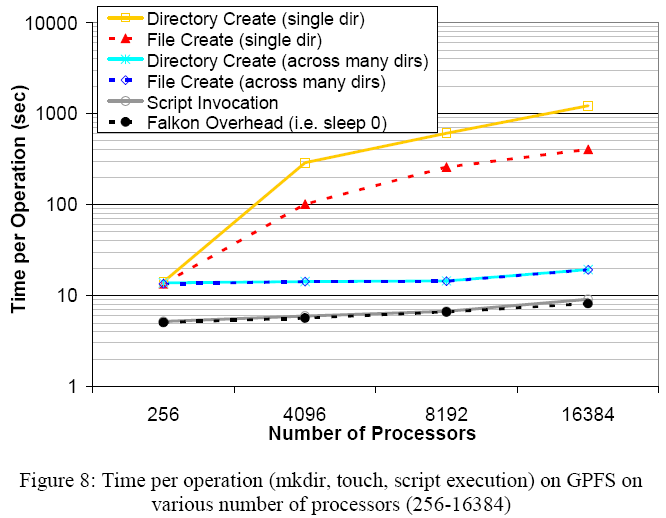 10000
1000
100
10
1
Time per Operation (sec)
Directory Create (single dir)
File Create (single dir)
Directory Create (across many dirs)
File Create (across many dirs)
Script Invocation
Falkon Overhead (i.e. sleep 0)
256 4096 8192 16384
Number of Processors
Figure 8: Time per operation (mkdir, touch, script execution) on GPFS on
various number of processors (256-16384)